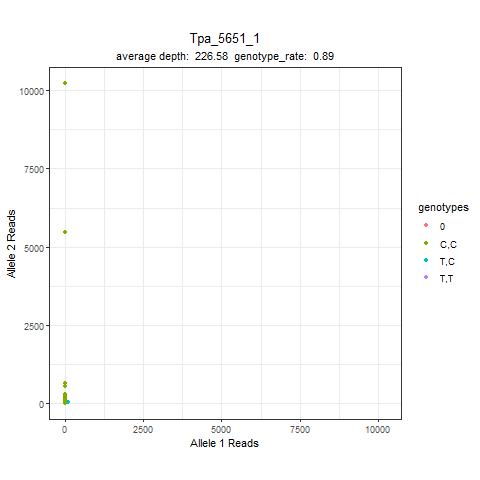 Tpa_5651_1
average depth:  226.58  genotype_rate:  0.89
10000
7500
5000
2500
0
Allele 2 Reads
0 2500 5000 7500 10000
Allele 1 Reads
genotypes
0
C,C
T,C
T,T